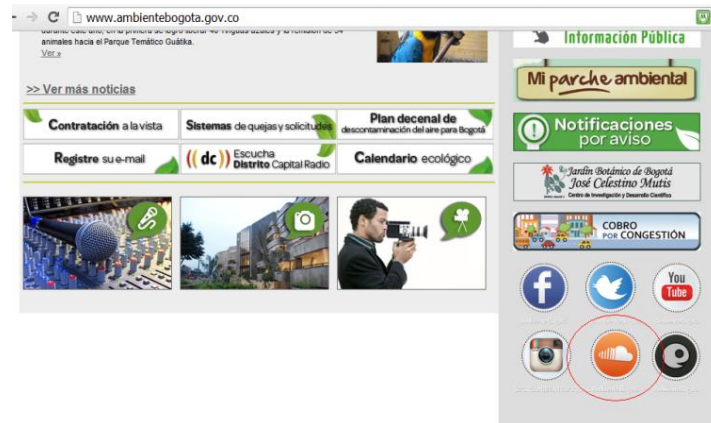 www.ambientebogota.gov.co
animales hacia el Parque Temático Guátika.
Ver »
>> Ver más noticias
Contratación a la vista
Sistemas de quejas y solicitudes
Plan decenal de
descontaminación del aire para Bogotá
Registre su e-mail
((dc)) Escucha
Distrito Capital Radio
Calendario ecológico
Información Pública
Mi parche ambiental
Notificaciones
por aviso
Jardín Botánico de Bogotá
José Celestino Mutis
Centro de Investigación y Desarrollo Científico
COBRO
POR CONGESTIÓN
You
Tube